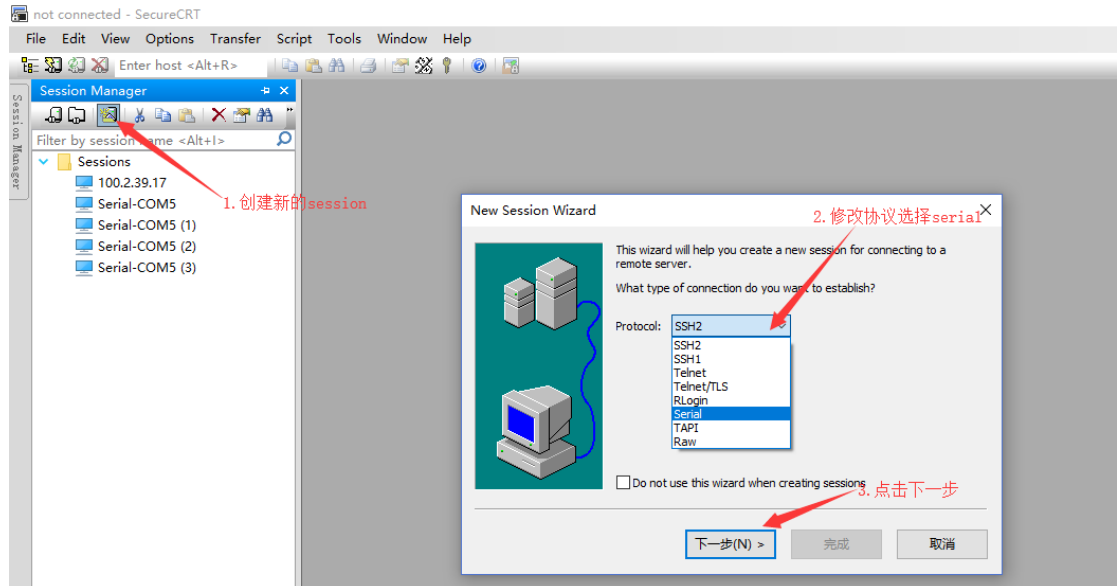 not connected - SecureCRT
File Edit View Options Transfer Script Tools Window Help
Enter host <Alt+R>
Session Manager
Session Manager
Filter by session name <Alt+I>
Sessions
100.2.39.17
Serial-COM5
Serial-COM5 (1)
Serial-COM5 (2)
Serial-COM5 (3)
1.创建新的session
New Session Wizard
2.修改协议选择serial
This wizard will help you create a new session for connecting to a
remote server.
What type of connection do you want to establish?
Protocol: SSH2
SSH2
SSH1
Telnet
Telnet/TLS
RLogin
Serial
TAPI
Raw
Do not use this wizard when creating sessions
3.点击下一步
下一步(N) >
完成
取消